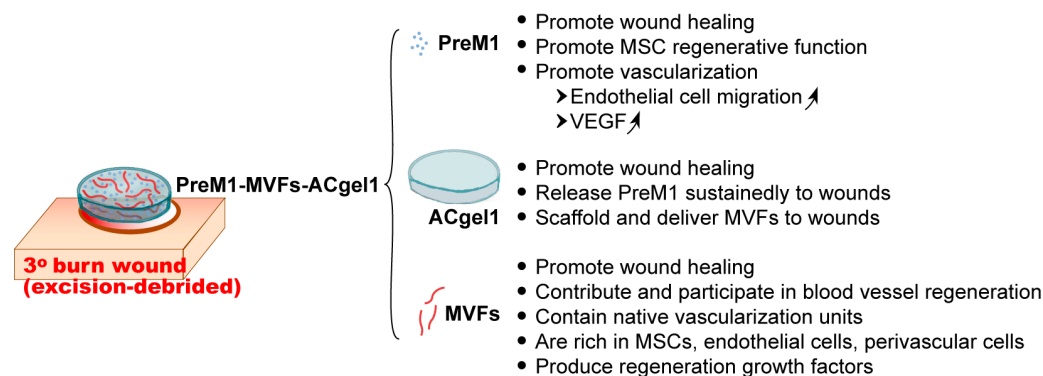 PreM1
• Promote wound healing
• Promote MSC regenerative function
• Promote vascularization
➤Endothelial cell migration
➤VEGF
PreM1-MVFs-ACgel1
3º burn wound
(excision-debrided)
ACgel1
• Promote wound healing
• Release PreM1 sustainedly to wounds
• Scaffold and deliver MVFs to wounds
MVFs
• Promote wound healing
• Contribute and participate in blood vessel regeneration
• Contain native vascularization units
• Are rich in MSCs, endothelial cells, perivascular cells
• Produce regeneration growth factors